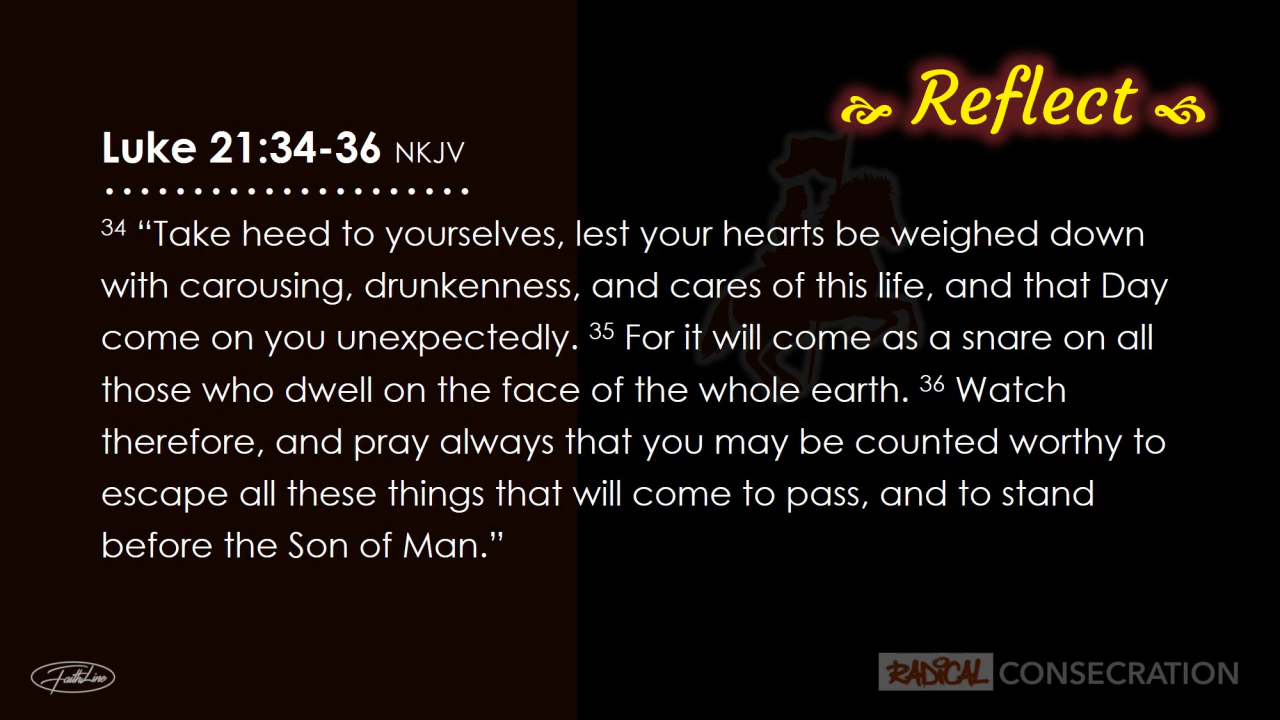 Reflect
Luke 21:34-36 NKJV
34 “Take heed to yourselves, lest your hearts be weighed down
with carousing, drunkenness, and cares of this life, and that Day
come on you unexpectedly. 35 For it will come as a snare on all
those who dwell on the face of the whole earth. 36 Watch
therefore, and pray always that you may be counted worthy to
escape all these things that will come to pass, and to stand
before the Son of Man.”
FaithLine
RADICAL CONSECRATION